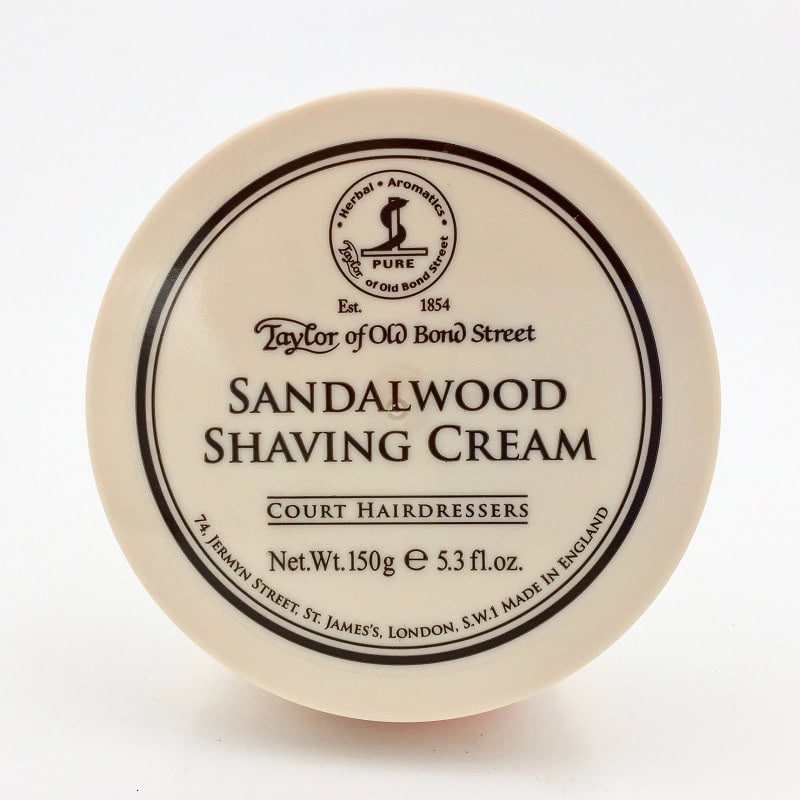 Herbal • Aromatics •
PURE
Taylor of Old Bond Street
Est. 1854
Taylor of Old Bond Street
SANDALWOOD
SHAVING CREAM
COURT HAIRDRESSERS
Net.Wt.150g ℮ 5.3 fl.oz.
74, JERMYN STREET, ST. JAMES'S, LONDON, S.W.1 MADE IN ENGLAND